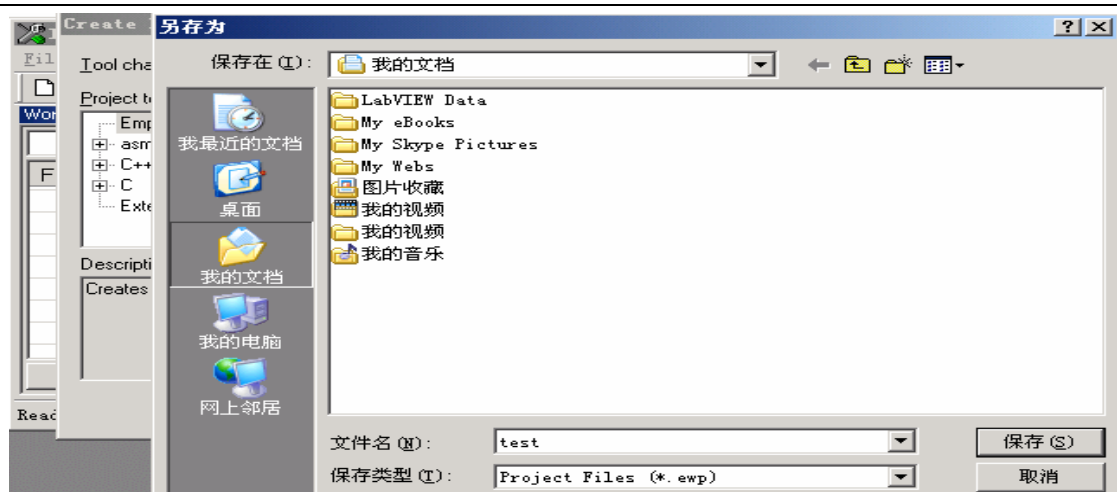 Create
另存为
Fil
Tool cha
保存在(I):
我的文档
Project te
Wor
Emp
asm
C++
C
Exte
F
Descripti
Creates
Read
我最近的文档
桌面
我的文档
我的电脑
网上邻居
LabVIEW Data
My eBooks
My Skype Pictures
My Webs
图片收藏
我的视频
我的视频
我的音乐
文件名(N):
test
保存(S)
保存类型(T):
Project Files (*.ewp)
取消